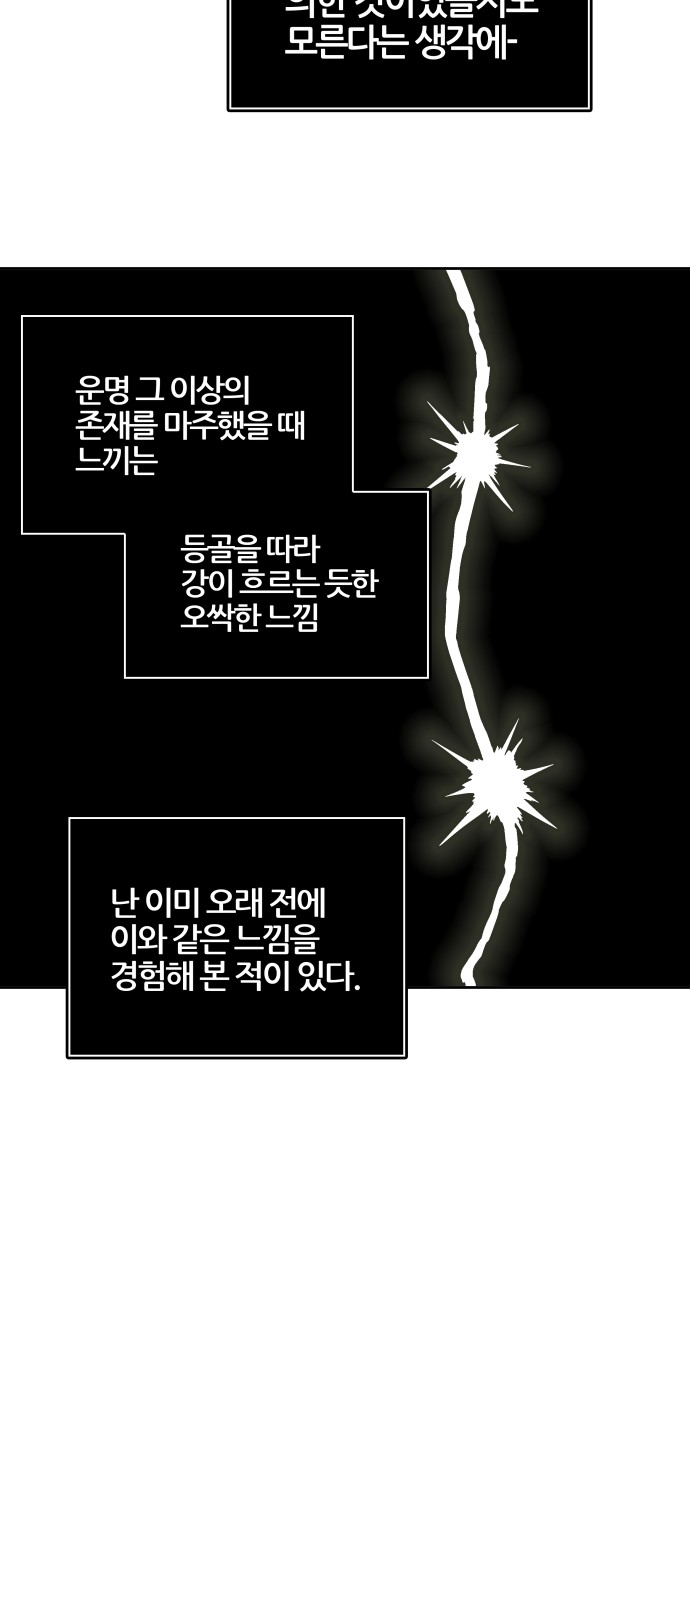 모른다는 생각에-
운명 그 이상의
존재를 마주했을 때
느끼는
등골을 따라
강이 흐르는 듯한
오싹한 느낌
난 이미 오래 전에
이와 같은 느낌을
경험해 본 적이 있다.